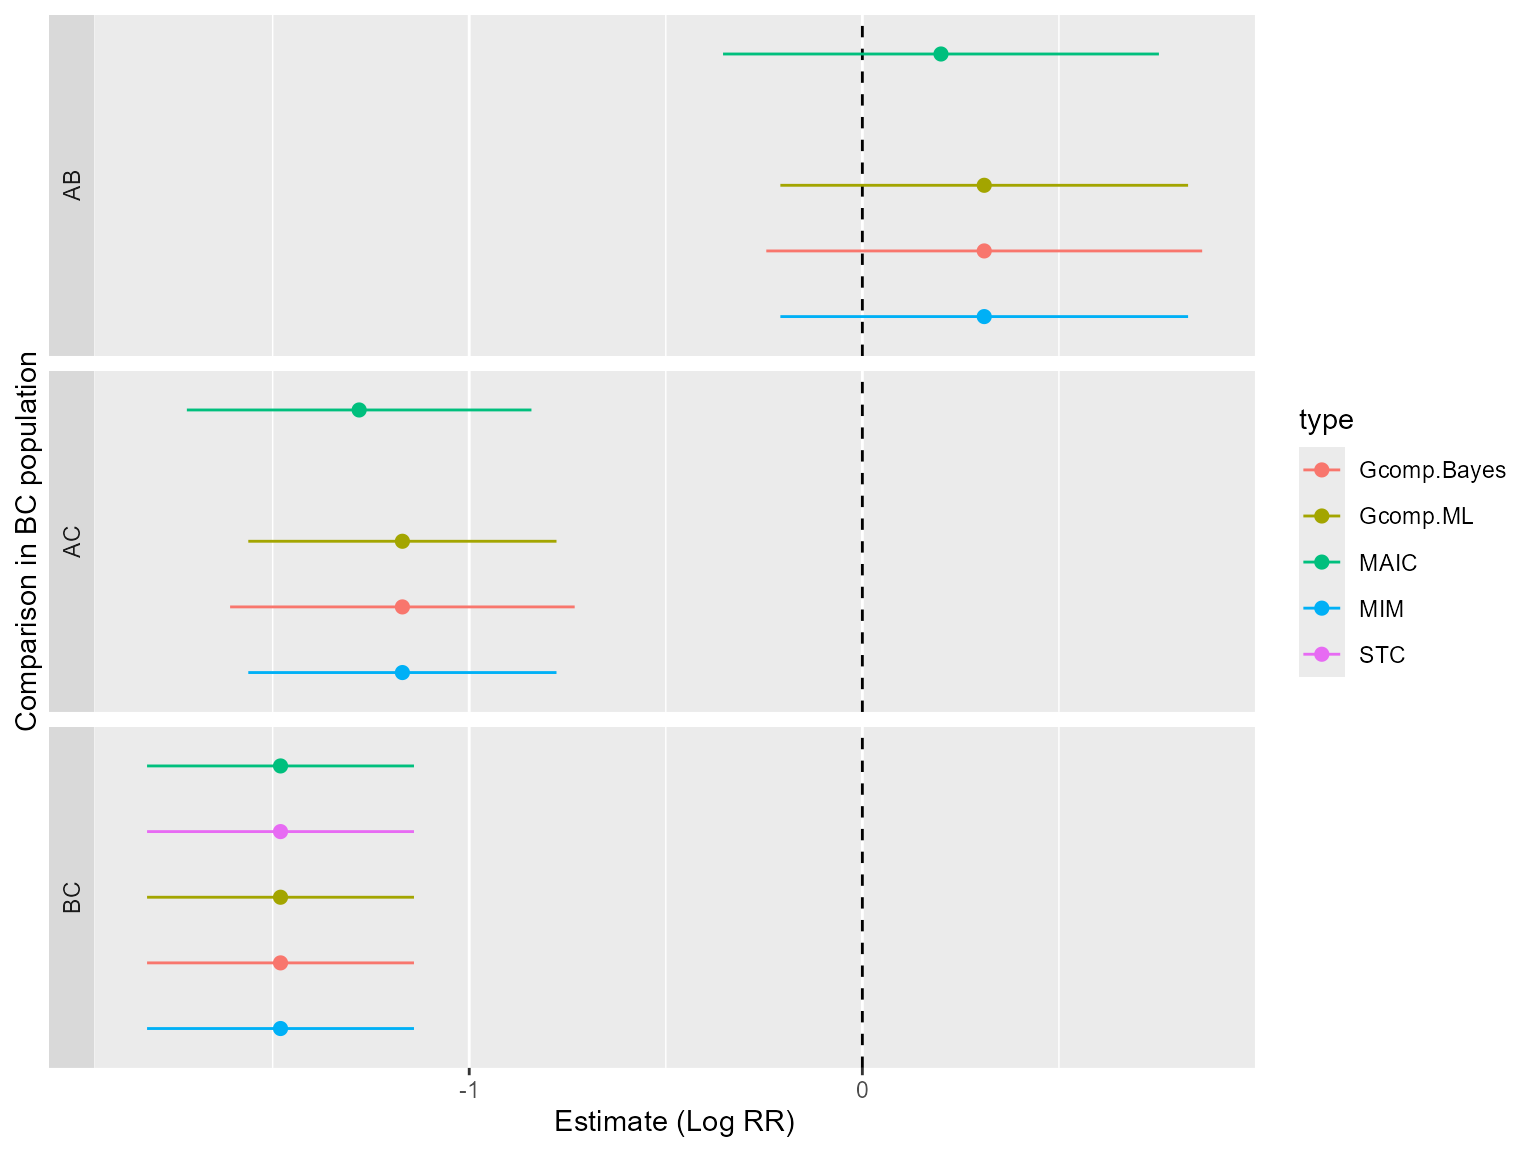 Comparison in BC population
AB
AC
BC
-1
0
Estimate (Log RR)
type
Gcomp.Bayes
Gcomp.ML
MAIC
MIM
STC